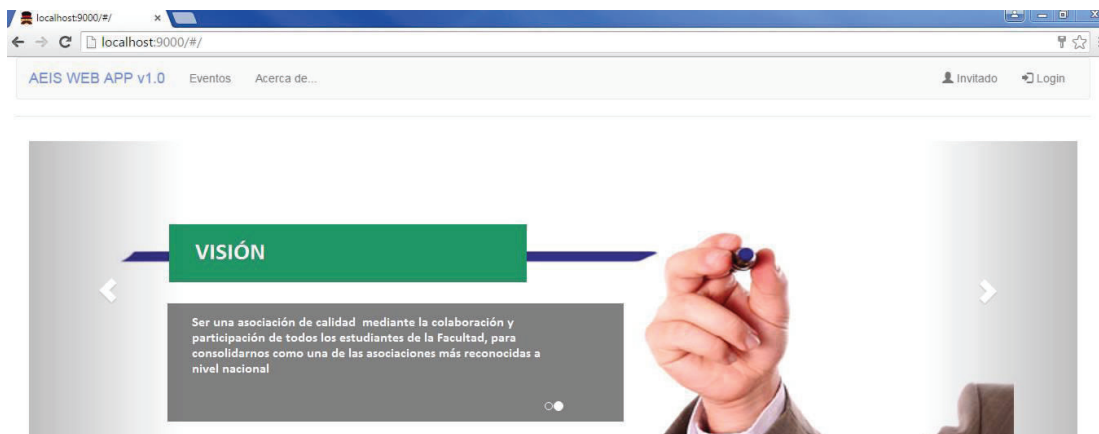 localhost:9000/#/
localhost:9000/#/
AEIS WEB APP v1.0 Eventos Acerca de... Invitado Login
VISIÓN
Ser una asociación de calidad mediante la colaboración y
participación de todos los estudiantes de la Facultad, para
consolidarnos como una de las asociaciones más reconocidas a
nivel nacional